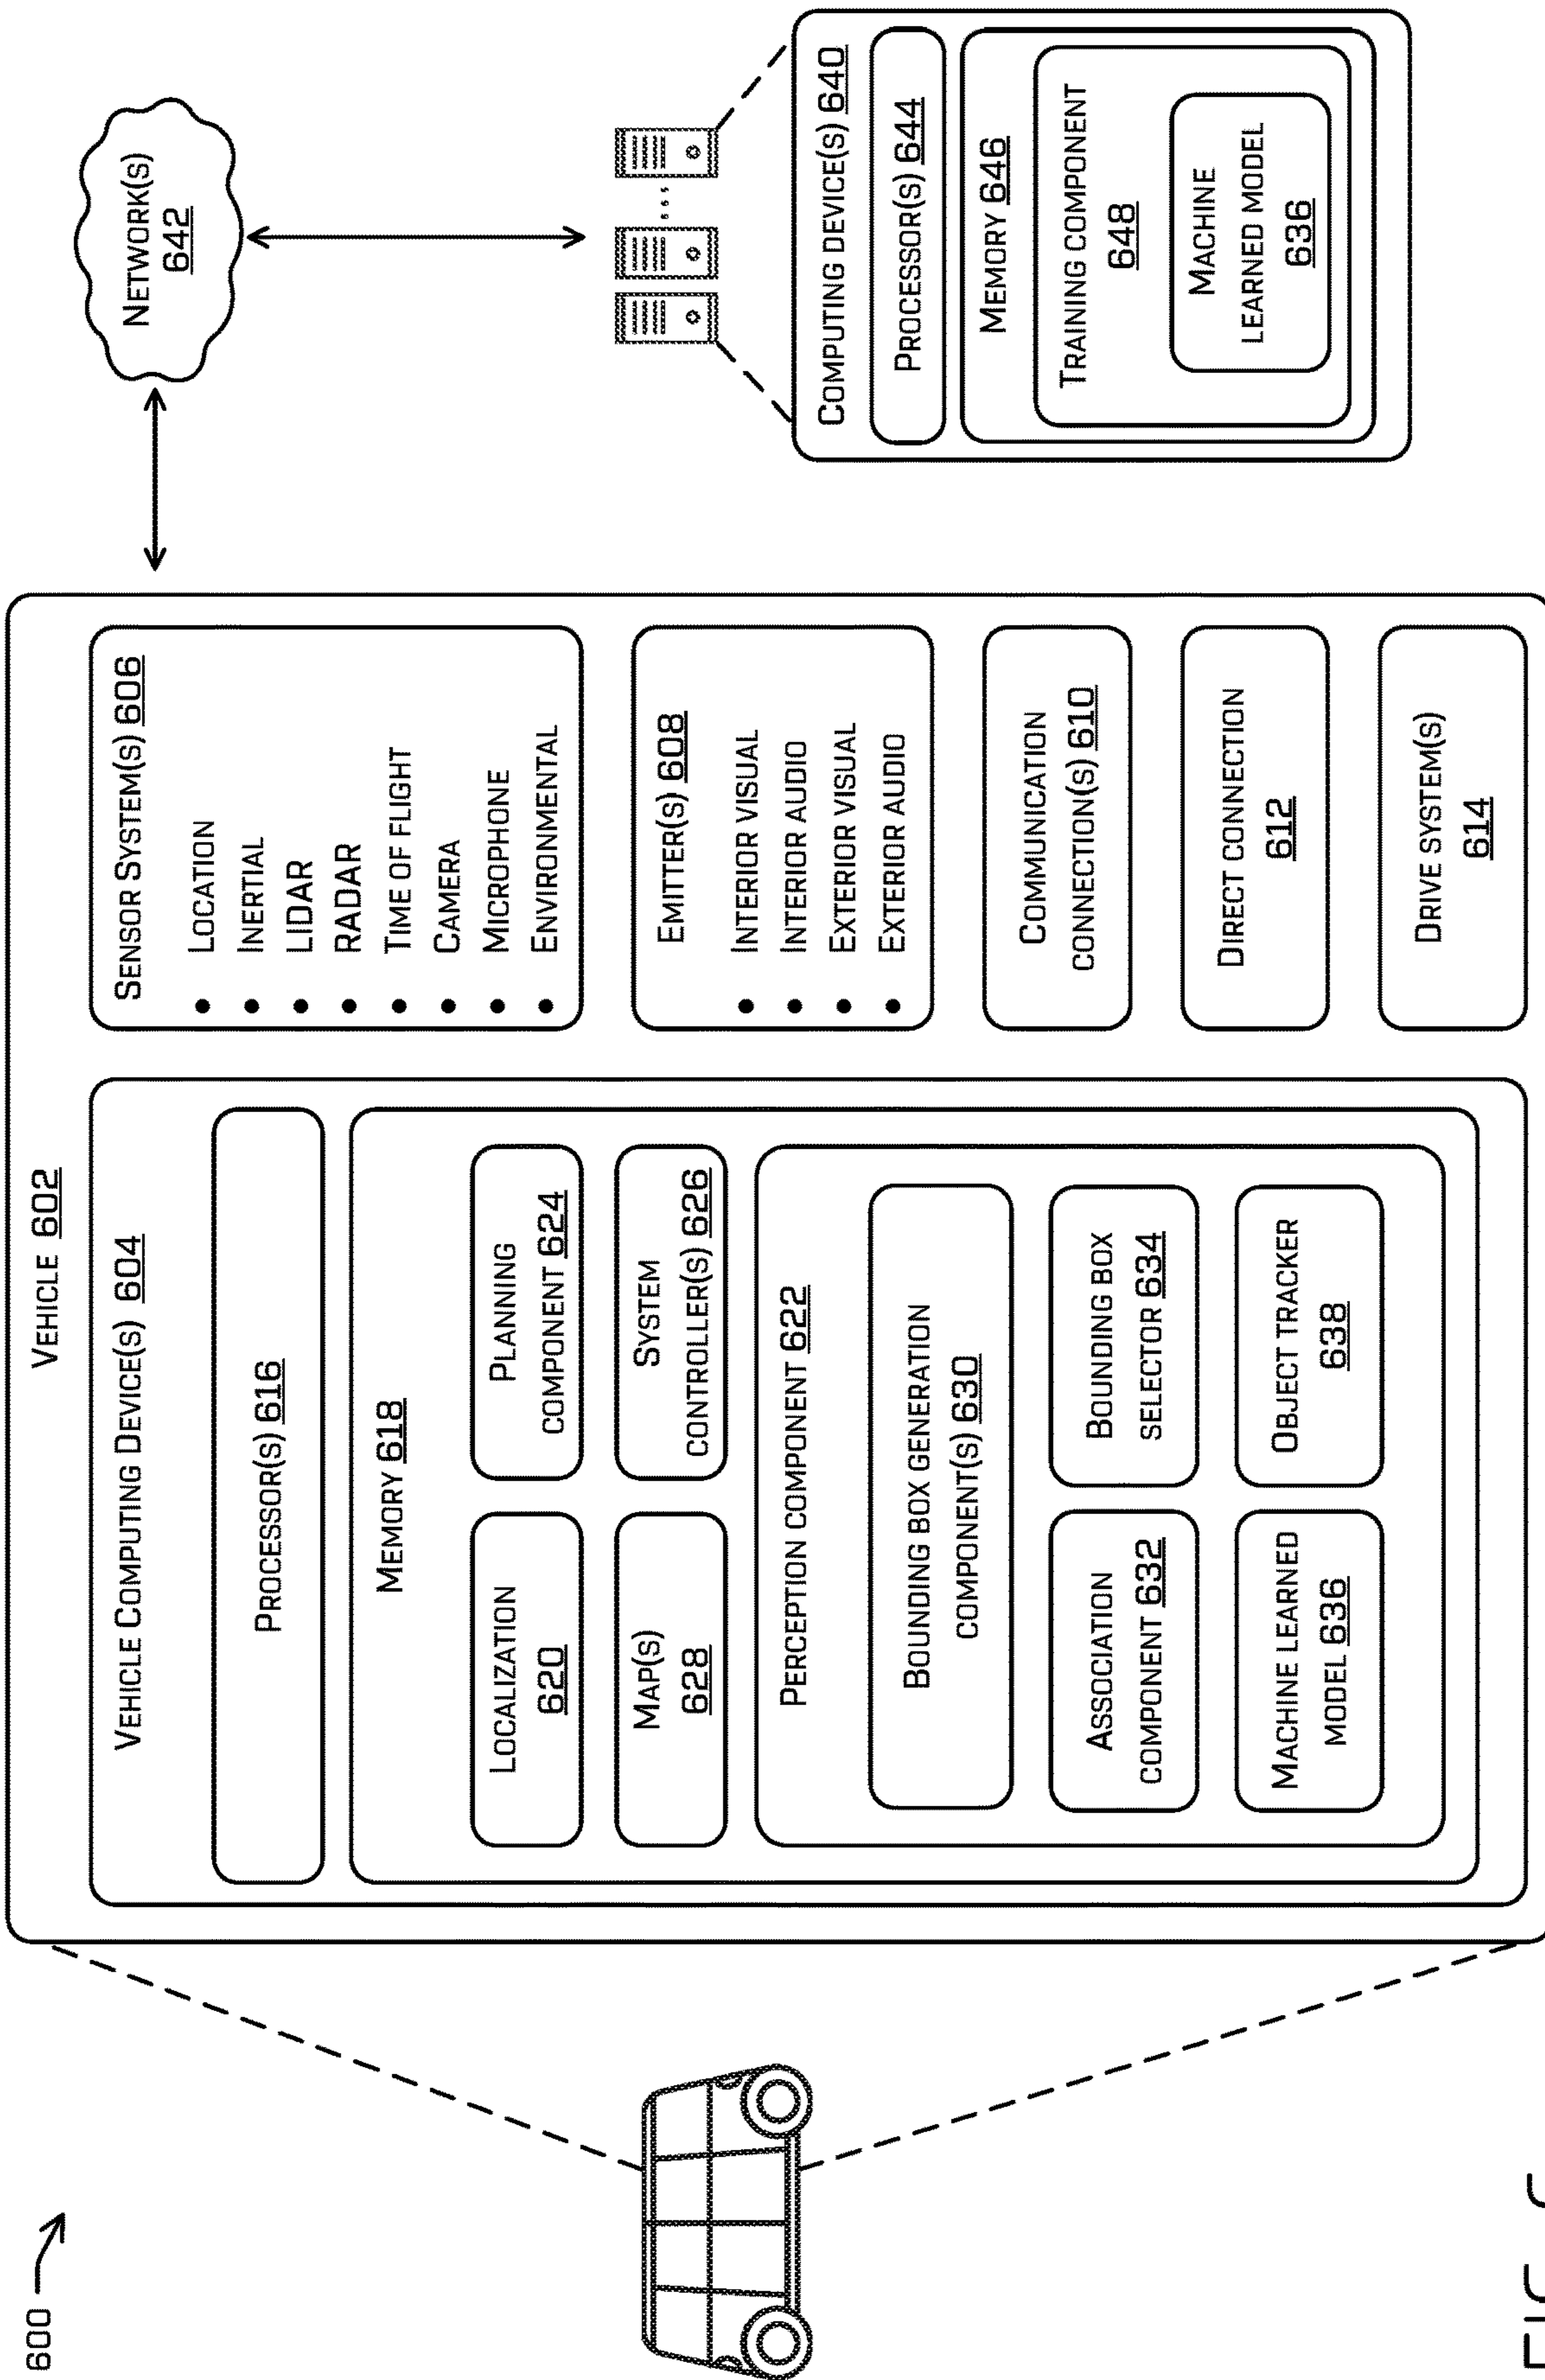 600
VEHICLE 602
VEHICLE COMPUTING DEVICE(S) 604
PROCESSOR(S) 616
MEMORY 618
LOCALIZATION
620
PLANNING
COMPONENT 624
MAP(S)
628
SYSTEM
CONTROLLER(S) 626
PERCEPTION COMPONENT 622
BOUNDING BOX GENERATION
COMPONENT(S) 630
ASSOCIATION
COMPONENT 632
BOUNDING BOX
SELECTOR 634
MACHINE LEARNED
MODEL 636
OBJECT TRACKER
638
SENSOR SYSTEM(S) 606
• LOCATION
• INERTIAL
• LIDAR
• RADAR
• TIME OF FLIGHT
• CAMERA
• MICROPHONE
• ENVIRONMENTAL
EMITTER(S) 608
• INTERIOR VISUAL
• INTERIOR AUDIO
• EXTERIOR VISUAL
• EXTERIOR AUDIO
COMMUNICATION
CONNECTION(S) 610
DIRECT CONNECTION
612
DRIVE SYSTEM(S)
614
NETWORK(S)
642
COMPUTING DEVICE(S) 640
PROCESSOR(S) 644
MEMORY 646
TRAINING COMPONENT
648
MACHINE
LEARNED MODEL
636